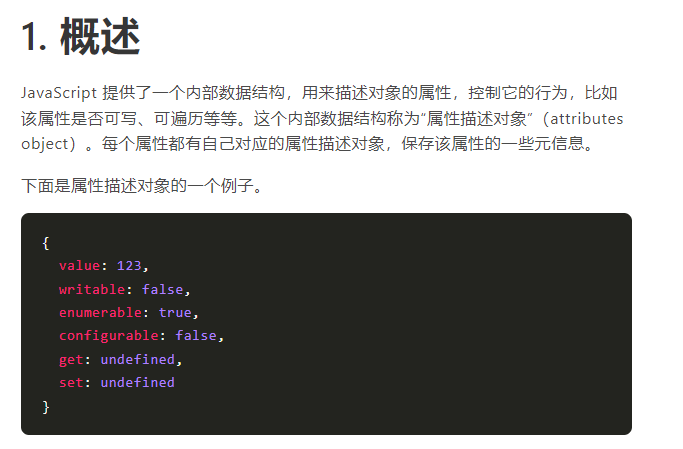 1. 概述
JavaScript 提供了一个内部数据结构，用来描述对象的属性，控制它的行为，比如
该属性是否可写、可遍历等等。这个内部数据结构称为“属性描述对象”（attributes
object）。每个属性都有自己对应的属性描述对象，保存该属性的一些元信息。
下面是属性描述对象的一个例子。
{
  value: 123,
  writable: false,
  enumerable: true,
  configurable: false,
  get: undefined,
  set: undefined
}